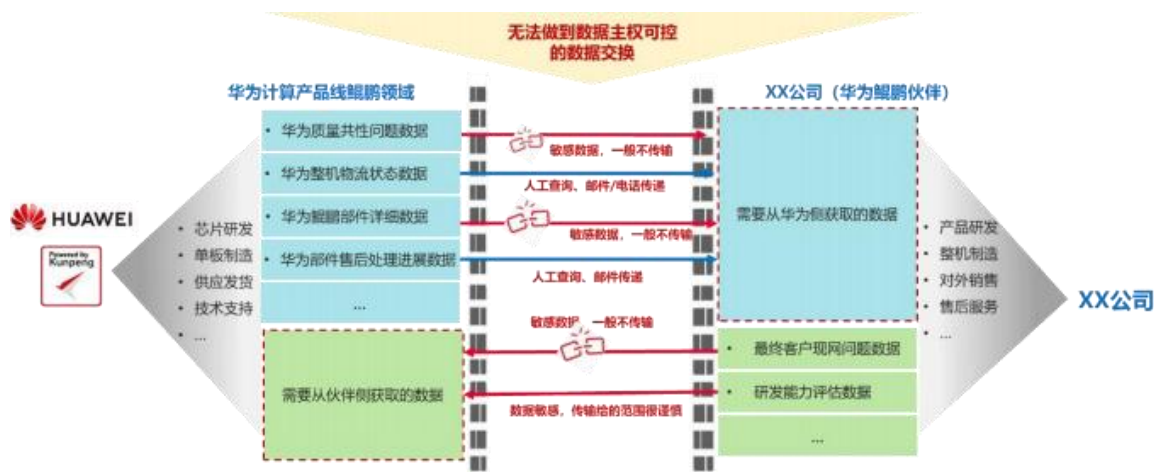 无法做到数据主权可控
的数据交换
华为计算产品线鲲鹏领域
XX公司（华为鲲鹏伙伴）
• 华为质量共性问题数据
敏感数据，一般不传输
• 华为整机物流状态数据
人工查询、邮件/电话传递
• 华为鲲鹏部件详细数据
敏感数据，一般不传输
• 华为部件售后处理进展数据
人工查询、邮件传递
...
需要从华为侧获取的数据
HUAWEI
Powered by
Kunpeng
• 芯片研发
• 单板制造
• 供应发货
• 技术支持
• ...
• 产品研发
• 整机制造
• 对外销售
• 售后服务
• ...
XX公司
敏感数据，一般不传输
• 最终客户现网问题数据
需要从伙伴侧获取的数据
• 研发能力评估数据
数据敏感，传输给的范围很谨慎
...